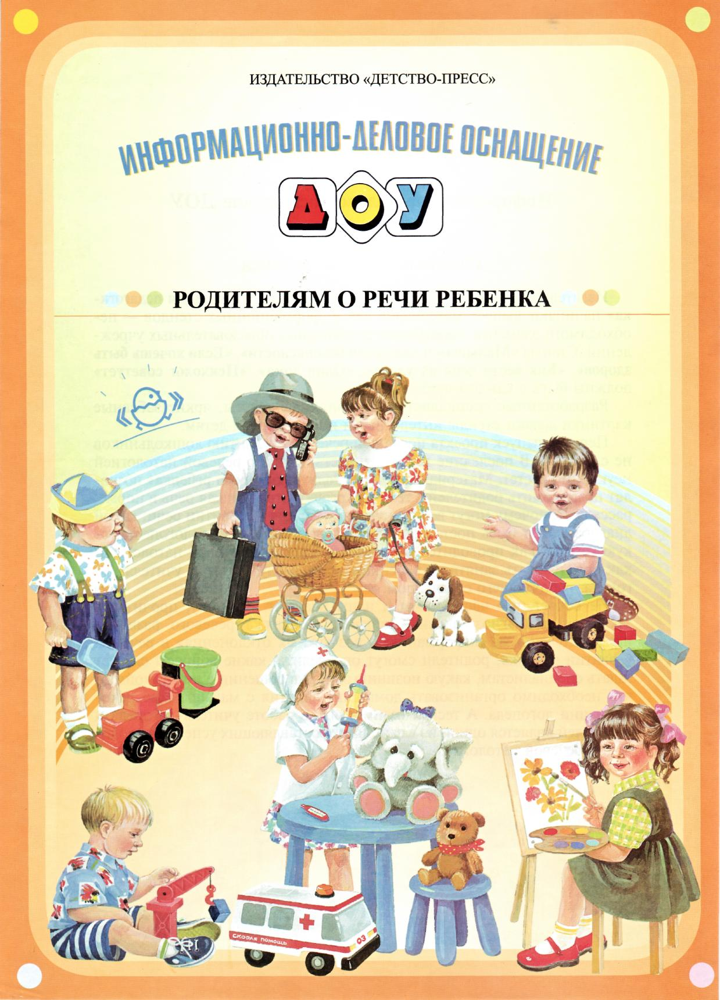 ИЗДАТЕЛЬСТВО «ДЕТСТВО-ПРЕСС»
ИНФОРМАЦИОННО-ДЕЛОВОЕ ОСНАЩЕНИЕ
ДОУ
РОДИТЕЛЯМ О РЕЧИ РЕБЕНКА
СКОРАЯ ПОМОЩЬ
03